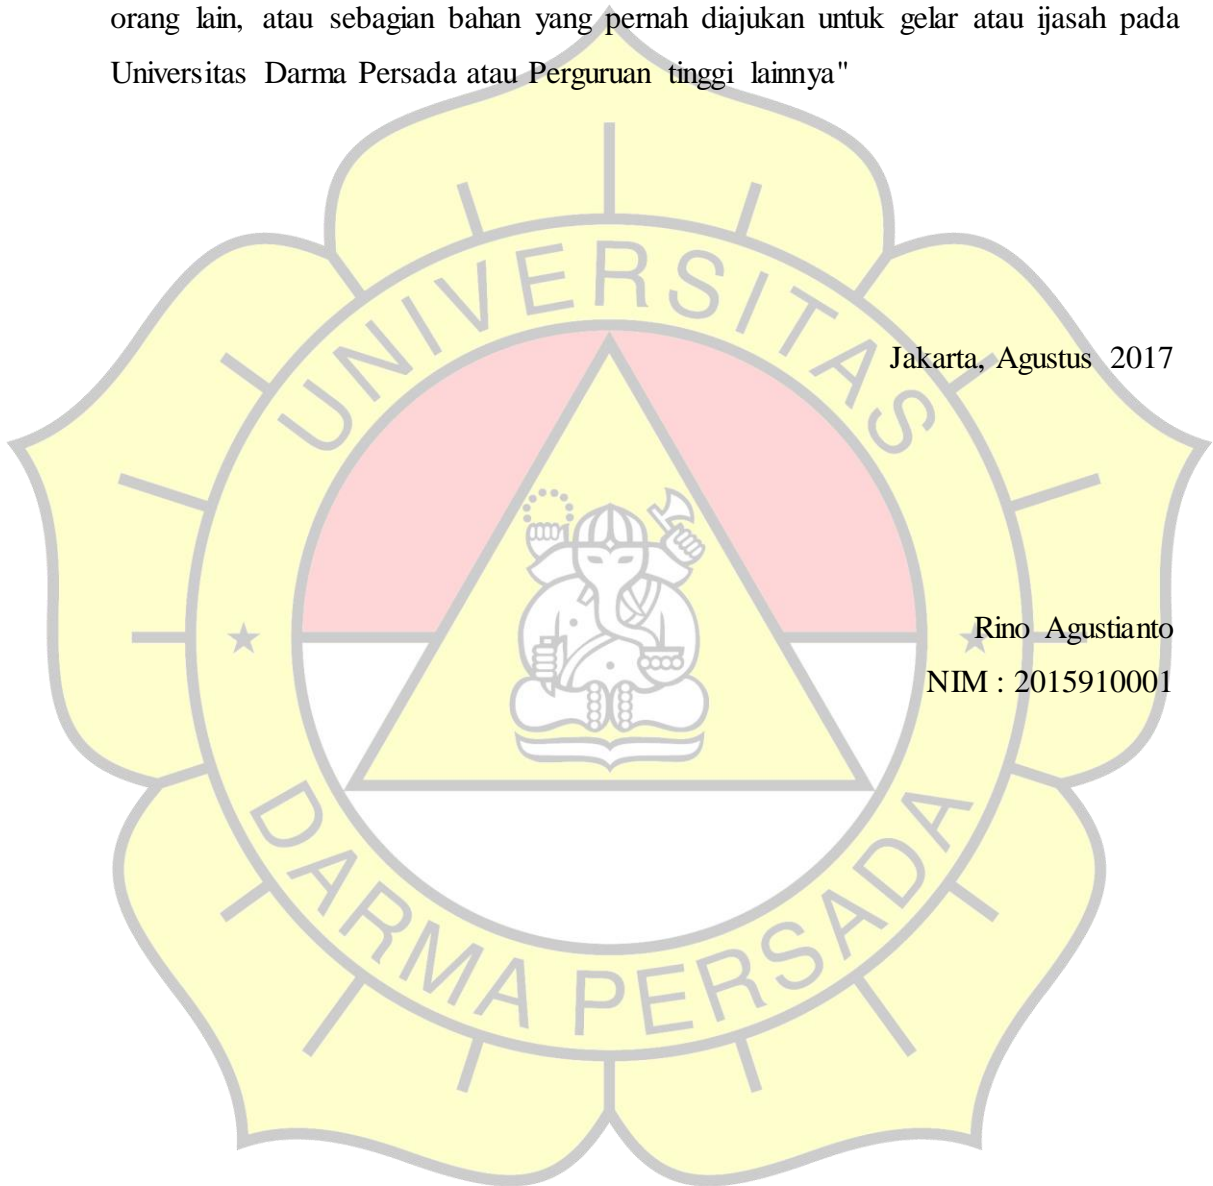 orang lain, atau sebagian bahan yang pernah diajukan untuk gelar atau ijasah pada
Universitas Darma Persada atau Perguruan tinggi lainnya"
UNIVERSITAS
Jakarta, Agustus 2017
Rino Agustianto
NIM : 2015910001
DARMA PERSADA